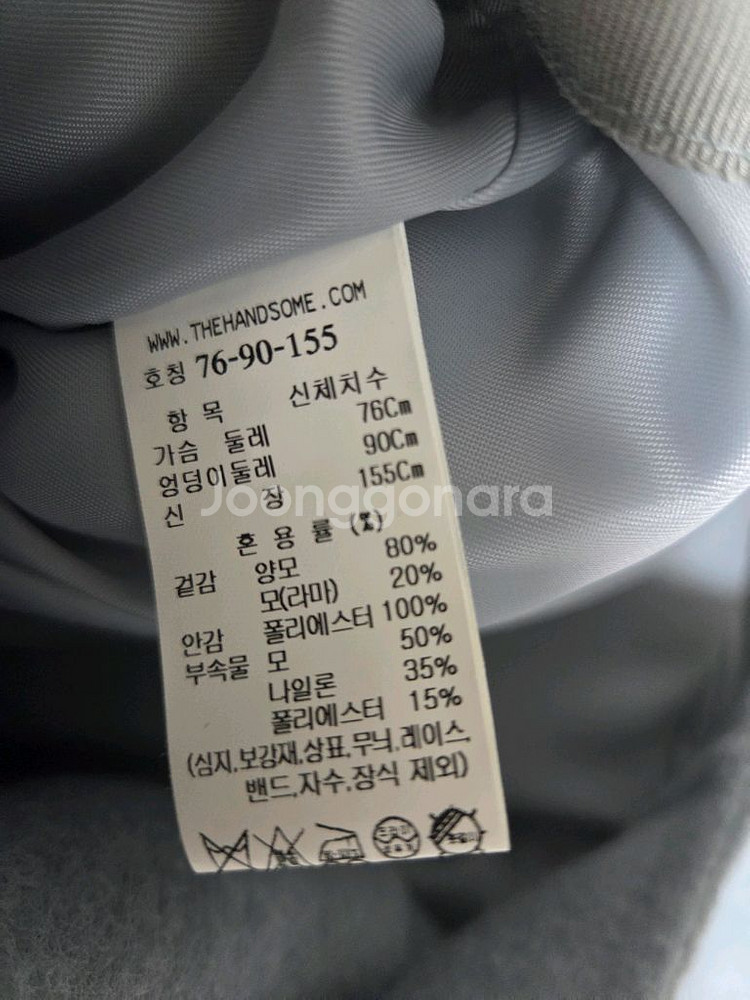 WWW.THEHANDSOME.COM
호칭 76-90-155
항 목 신체치수
가슴 둘레 76Cm
엉덩이둘레 90Cm
신 장 155Cm
Joonggonara
혼 용 률 (%)
겉감 양모 80%
모(라마) 20%
안감 폴리에스터 100%
부속물 모 50%
나일론 35%
폴리에스터 15%
(심지,보강재,상표,무늬,레이스,
밴드,자수,장식 제외)